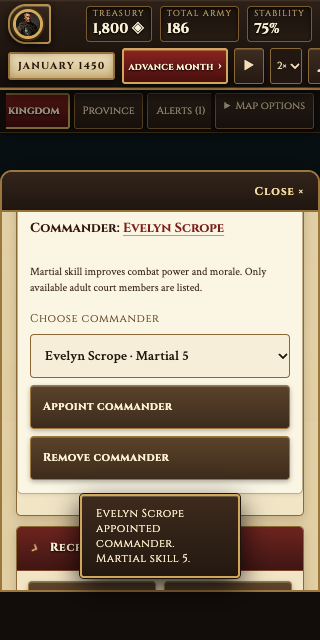 TREASURY
1,800 ◈
TOTAL ARMY
186
STABILITY
75%
JANUARY 1450
ADVANCE MONTH ›
▶
2×
KINGDOM
PROVINCE
ALERTS (1)
▶ MAP OPTIONS
CLOSE ×
COMMANDER: EVELYN SCROPE
Martial skill improves combat power and morale. Only
available adult court members are listed.
CHOOSE COMMANDER
Evelyn Scrope · Martial 5
APPOINT COMMANDER
REMOVE COMMANDER
EVELYN SCROPE
APPOINTED
COMMANDER.
MARTIAL SKILL 5.